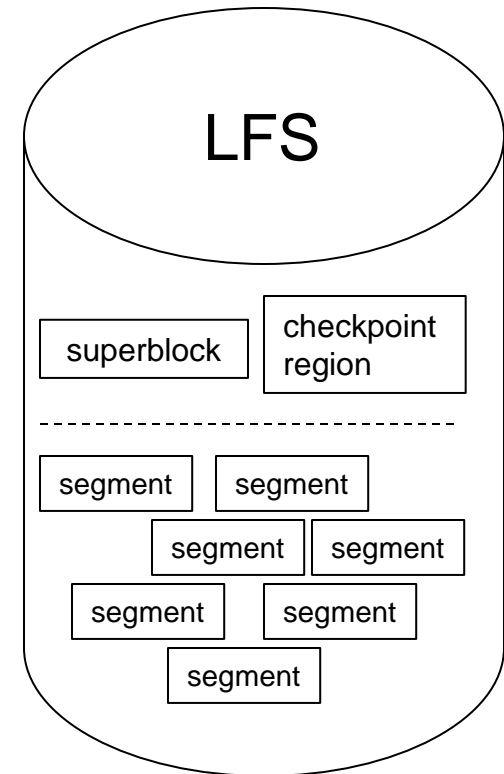 LFS
superblock
checkpoint
region
segment
segment
segment
segment
segment
segment
segment